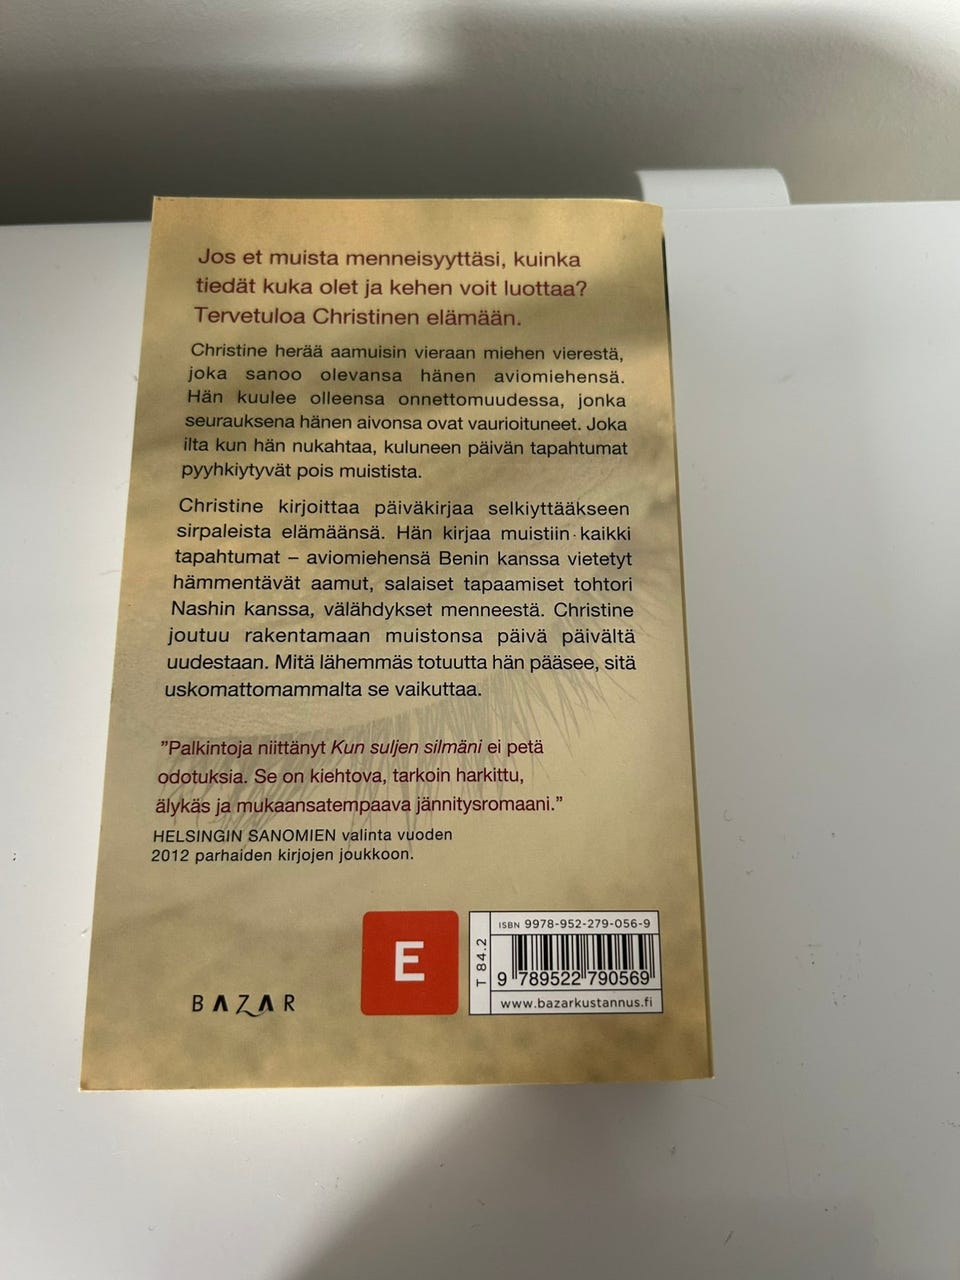 Jos et muista menneisyyttäsi, kuinka
tiedät kuka olet ja kehen voit luottaa?
Tervetuloa Christinen elämään.
Christine herää aamuisin vieraan miehen vierestä,
joka sanoo olevansa hänen aviomiehensä.
Hän kuulee olleensa onnettomuudessa, jonka
seurauksena hänen aivonsa ovat vaurioituneet. Joka
ilta kun hän nukahtaa, kuluneen päivän tapahtumat
pyyhkiytyvät pois muistista.
Christine kirjoittaa päiväkirjaa selkiyttääkseen
sirpaleista elämäänsä. Hän kirjaa muistiin kaikki
tapahtumat – aviomiehensä Benin kanssa vietetyt
hämmentävät aamut, salaiset tapaamiset tohtori
Nashin kanssa, välähdykset menneestä. Christine
joutuu rakentamaan muistonsa päivä päivältä
uudestaan. Mitä lähemmäs totuutta hän pääsee, sitä
uskomattomammalta se vaikuttaa.
”Palkintoja niittänyt Kun suljen silmäni ei petä
odotuksia. Se on kiehtova, tarkoin harkittu,
älykäs ja mukaansatempaava jännitysromaani.”
HELSINGIN SANOMIEN valinta vuoden
2012 parhaiden kirjojen joukkoon.
BAZAR
E
T 84.2
ISBN 9978-952-279-056-9
9 789522 790569
www.bazarkustannus.fi